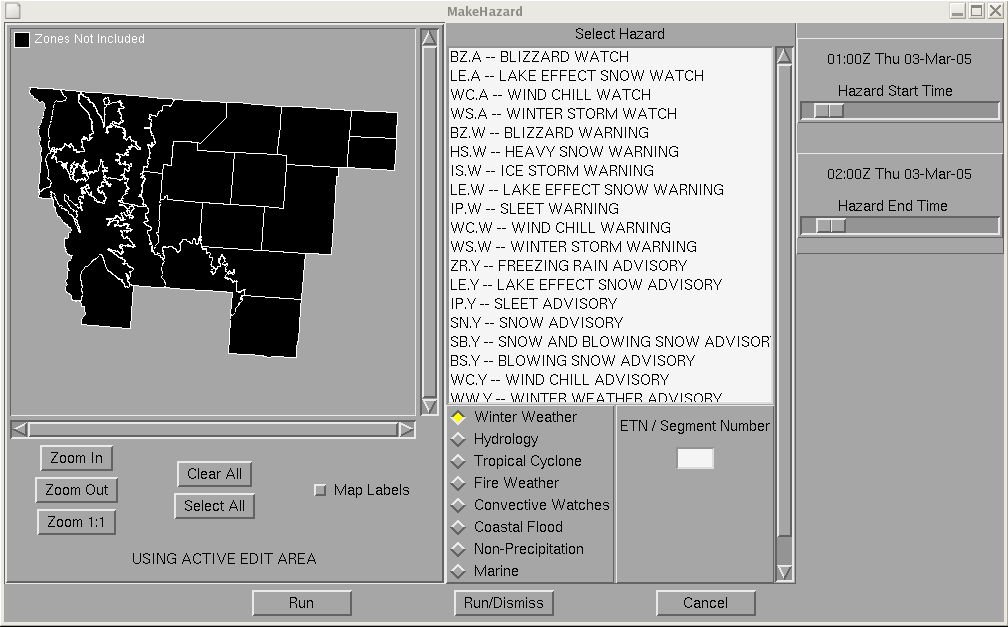 MakeHazard
Zones Not Included
Select Hazard
BZ.A -- BLIZZARD WATCH
LE.A -- LAKE EFFECT SNOW WATCH
WC.A -- WIND CHILL WATCH
WS.A -- WINTER STORM WATCH
BZ.W -- BLIZZARD WARNING
HS.W -- HEAVY SNOW WARNING
IS.W -- ICE STORM WARNING
LE.W -- LAKE EFFECT SNOW WARNING
IP.W -- SLEET WARNING
WC.W -- WIND CHILL WARNING
WS.W -- WINTER STORM WARNING
ZR.Y -- FREEZING RAIN ADVISORY
LE.Y -- LAKE EFFECT SNOW ADVISORY
IP.Y -- SLEET ADVISORY
SN.Y -- SNOW ADVISORY
SB.Y -- SNOW AND BLOWING SNOW ADVISOR
BS.Y -- BLOWING SNOW ADVISORY
WC.Y -- WIND CHILL ADVISORY
WW.Y -- WINTER WEATHER ADVISORY
01:00Z Thu 03-Mar-05
Hazard Start Time
02:00Z Thu 03-Mar-05
Hazard End Time
Winter Weather
Hydrology
Tropical Cyclone
Fire Weather
Convective Watches
Coastal Flood
Non-Precipitation
Marine
ETN / Segment Number
Zoom In
Zoom Out
Zoom 1:1
Clear All
Select All
Map Labels
USING ACTIVE EDIT AREA
Run
Run/Dismiss
Cancel